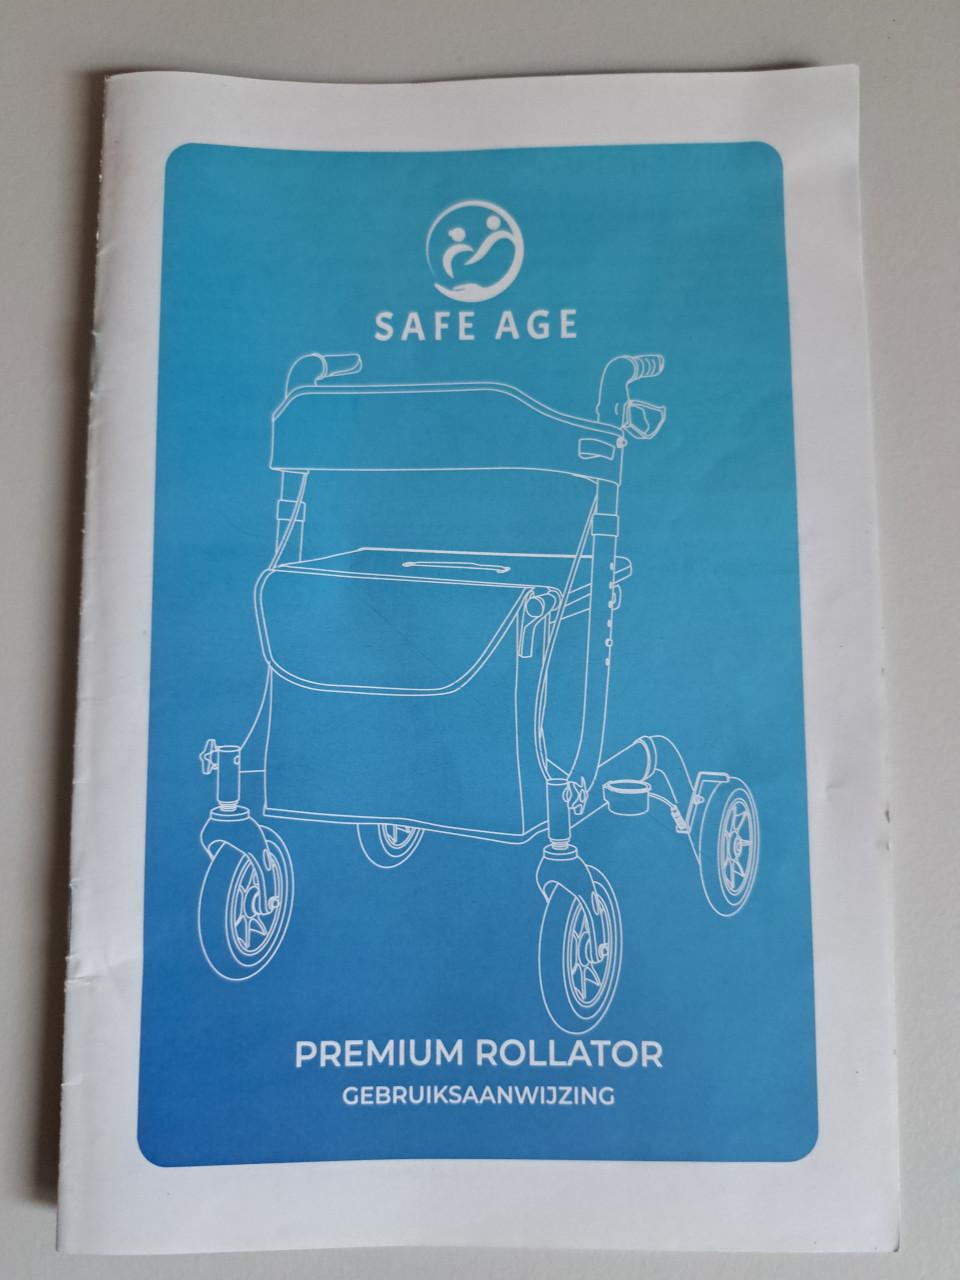 SAFE AGE
PREMIUM ROLLATOR
GEBRUIKSAANWIJZING